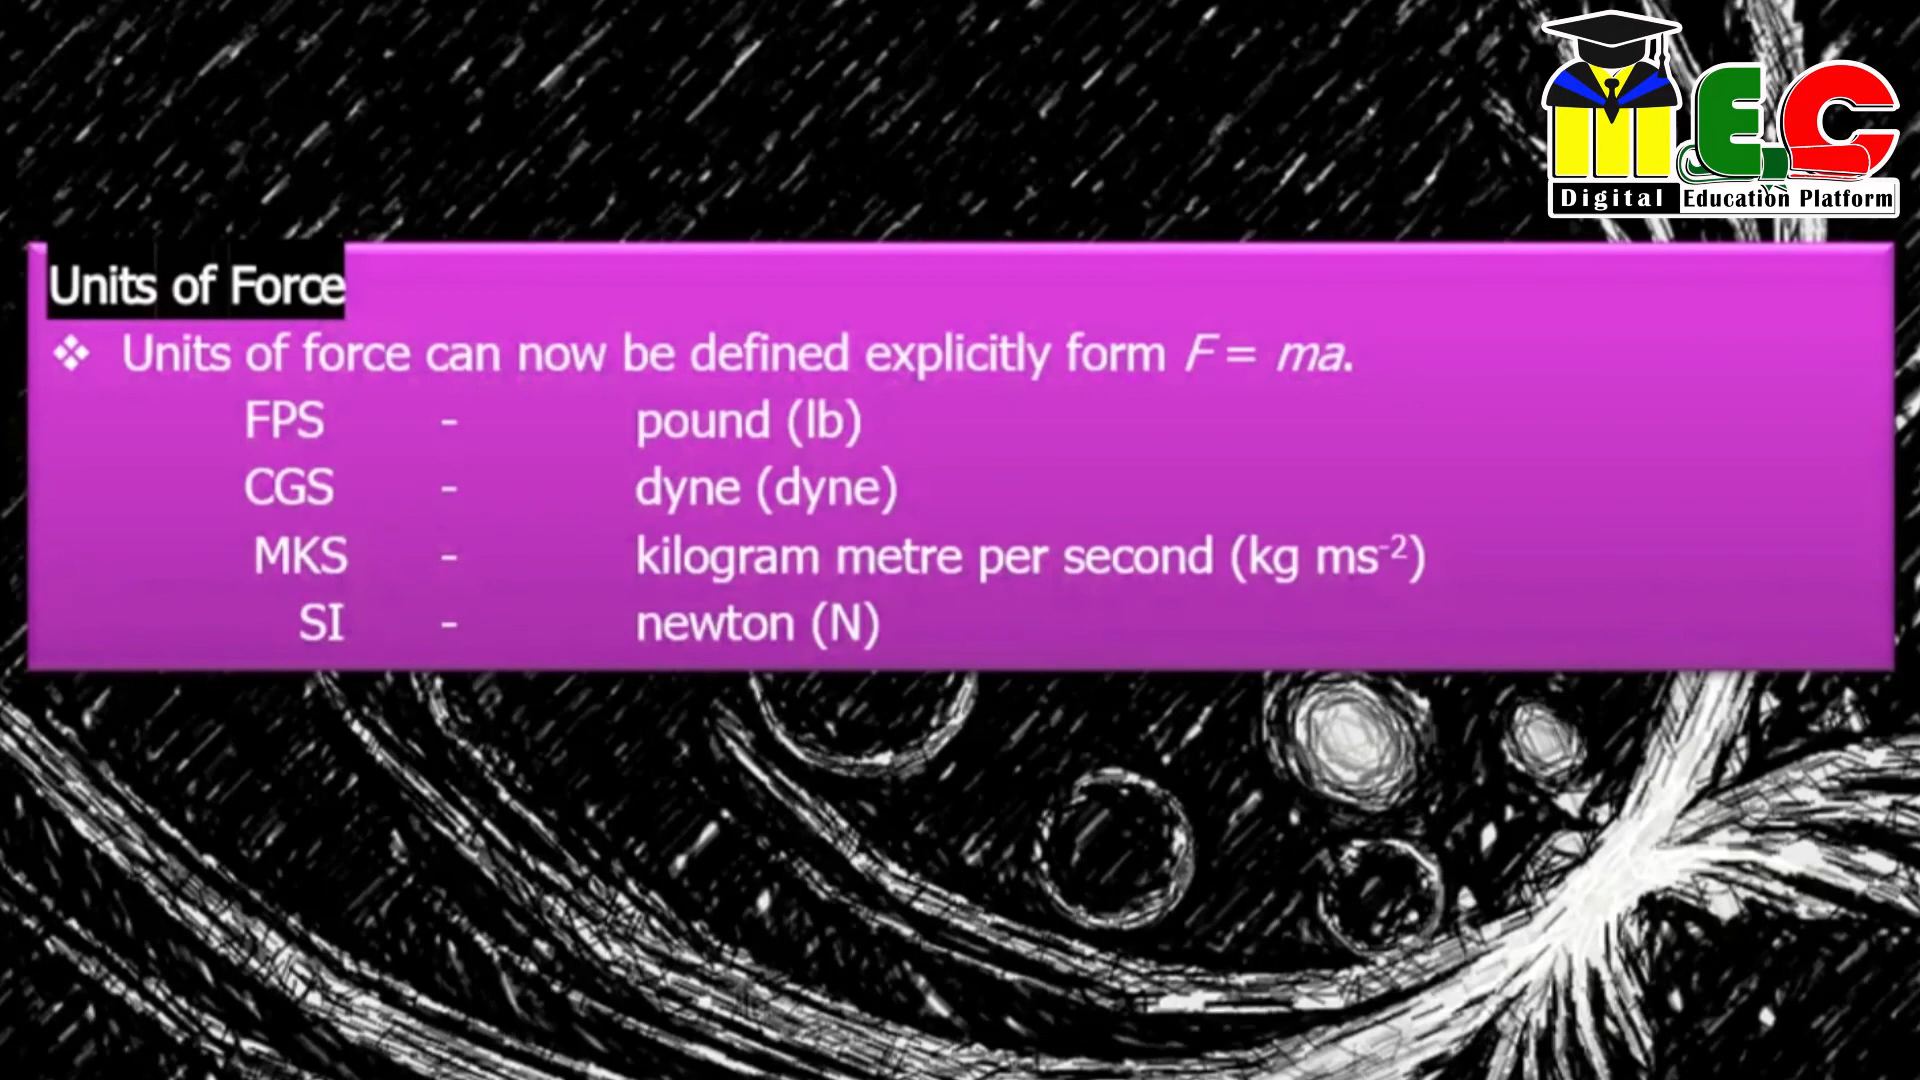 MEC
Digital Education Platform
Units of Force
❖ Units of force can now be defined explicitly form F = ma.
FPS - pound (lb)
CGS - dyne (dyne)
MKS - kilogram metre per second (kg ms⁻²)
SI - newton (N)